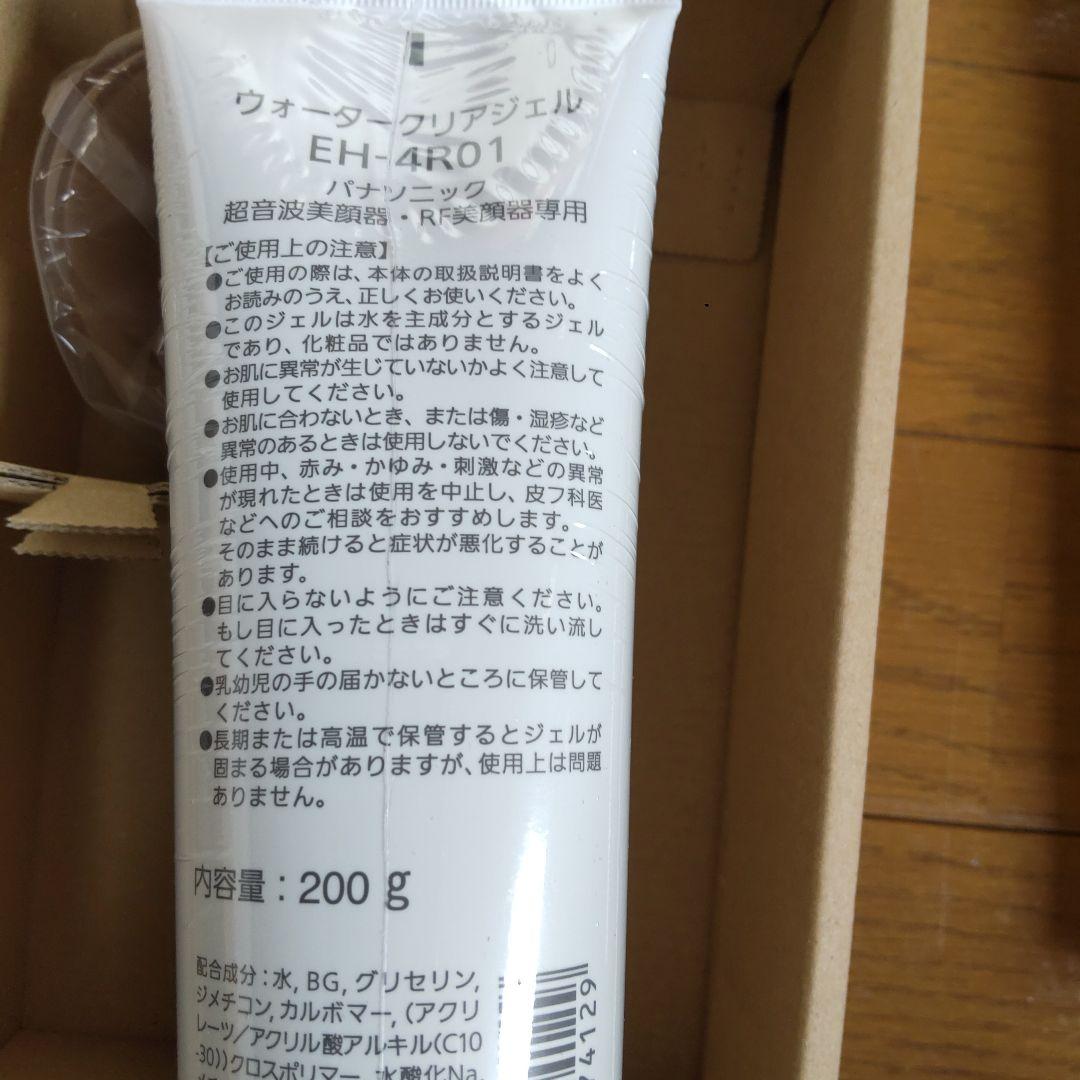 ウォータークリアジェル
EH-4R01
パナソニック
超音波美顔器・RF美顔器専用
【ご使用上の注意】
●ご使用の際は、本体の取扱説明書をよく
お読みのうえ、正しくお使いください。
●このジェルは水を主成分とするジェル
であり、化粧品ではありません。
●お肌に異常が生じていないかよく注意して
使用してください。
●お肌に合わないとき、または傷・湿疹など
異常のあるときは使用しないでください。
●使用中、赤み・かゆみ・刺激などの異常
が現れたときは使用を中止し、皮フ科医
などへのご相談をおすすめします。
そのまま続けると症状が悪化することが
あります。
●目に入らないようにご注意ください。
もし目に入ったときはすぐに洗い流し
てください。
●乳幼児の手の届かないところに保管して
ください。
●長期または高温で保管するとジェルが
固まる場合がありますが、使用上は問題
ありません。
内容量：200 g
配合成分：水, BG, グリセリン,
ジメチコン, カルボマー, (アクリ
レーツ/アクリル酸アルキル(C10
-30))クロスポリマー, 水酸化Na,
74129